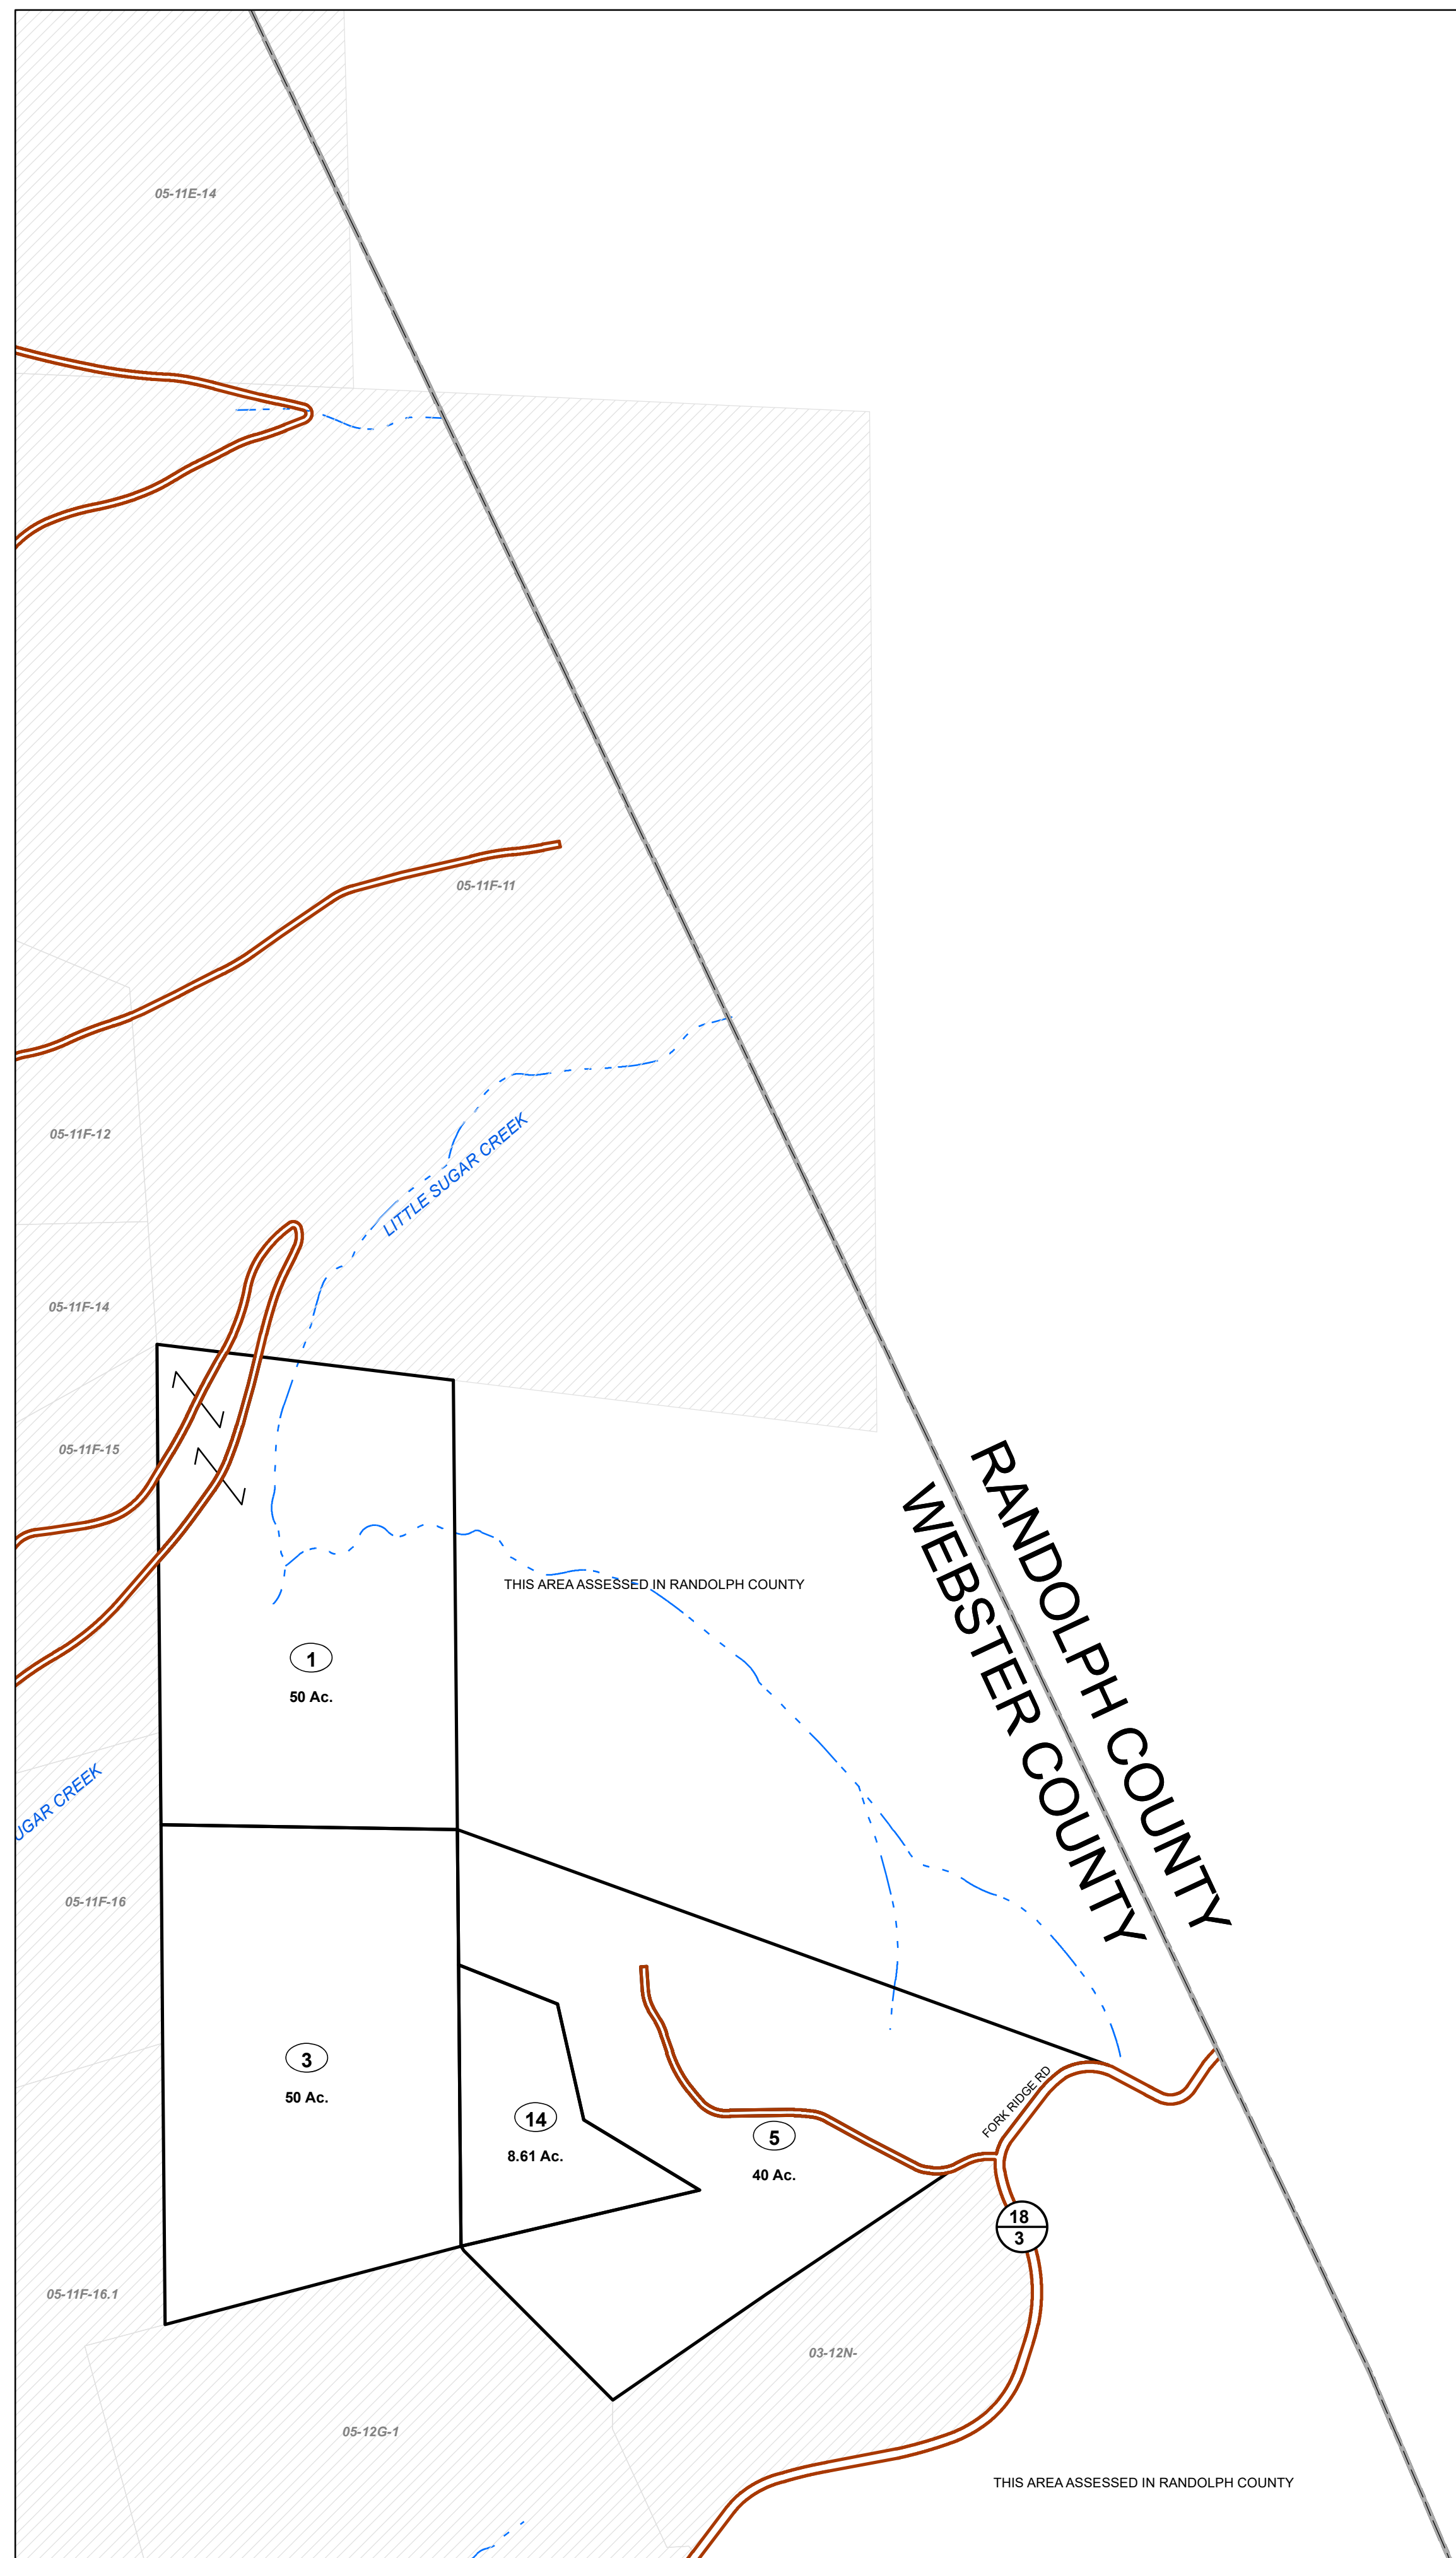 05-11E-14
05-11F-11
05-11F-12
LITTLE SUGAR CREEK
05-11F-14
05-11F-15
RANDOLPH COUNTY
WEBSTER COUNTY
THIS AREA ASSESSED IN RANDOLPH COUNTY
1
50 Ac.
UGAR CREEK
05-11F-16
3
50 Ac.
14
8.61 Ac.
5
40 Ac.
FORK RIDGE RD
18
3
05-11F-16.1
03-12N-
05-12G-1
THIS AREA ASSESSED IN RANDOLPH COUNTY